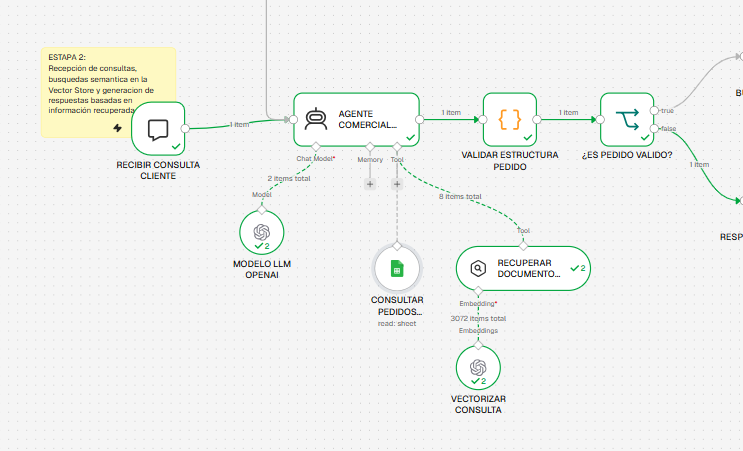 ESTAPA 2:
Recepción de consultas,
busquedas semantica en la
Vector Store y generacion de
respuestas basadas en
información recuperada
RECIBIR CONSULTA
CLIENTE
1 item
AGENTE
COMERCIAL...
Chat Model*
Memory
Tool
1 item
{}
VALIDAR ESTRUCTURA
PEDIDO
1 item
¿ES PEDIDO VALIDO?
true
false
1 item
RESP
2 items total
Model
2
MODELO LLM
OPENAI
CONSULTAR
PEDIDOS...
read: sheet
8 items total
Tool
RECUPERAR
DOCUMENTO...
2
Embedding*
3072 items total
Embeddings
2
VECTORIZAR
CONSULTA